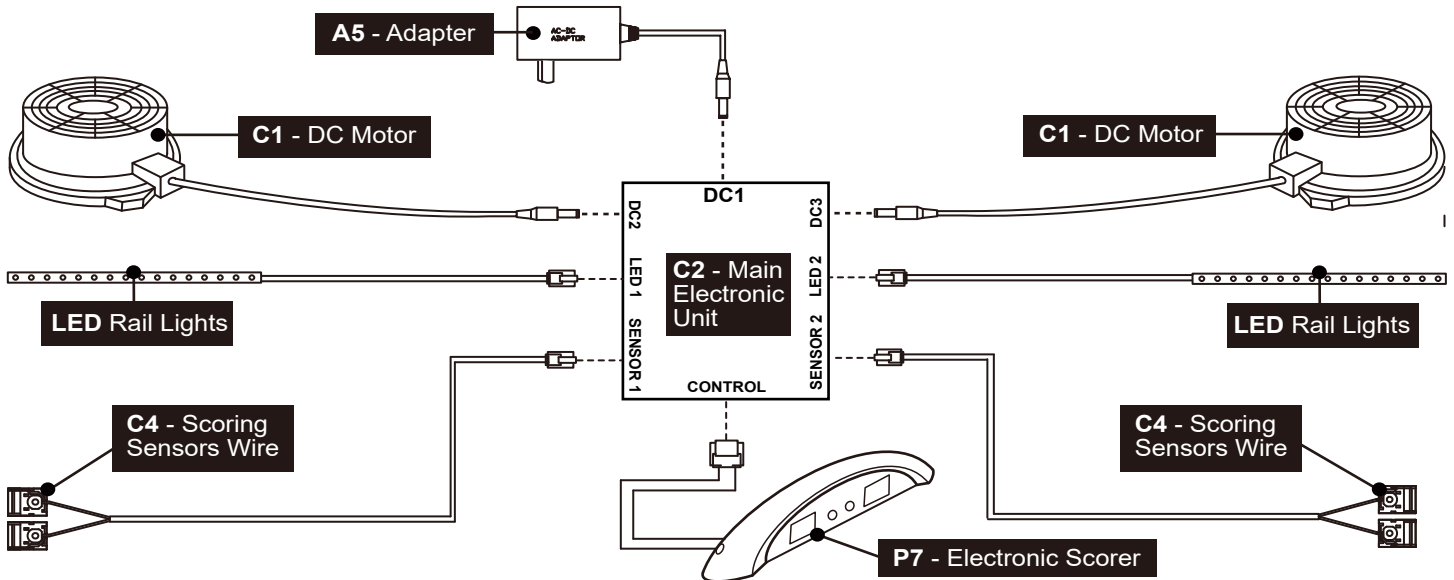 A5 - Adapter
AC-DC
ADAPTOR
C1 - DC Motor
C1 - DC Motor
DC1
DC2
DC3
LED 1
C2 - Main
Electronic
Unit
LED 2
LED Rail Lights
LED Rail Lights
SENSOR 1
SENSOR 2
CONTROL
C4 - Scoring
Sensors Wire
C4 - Scoring
Sensors Wire
P7 - Electronic Scorer